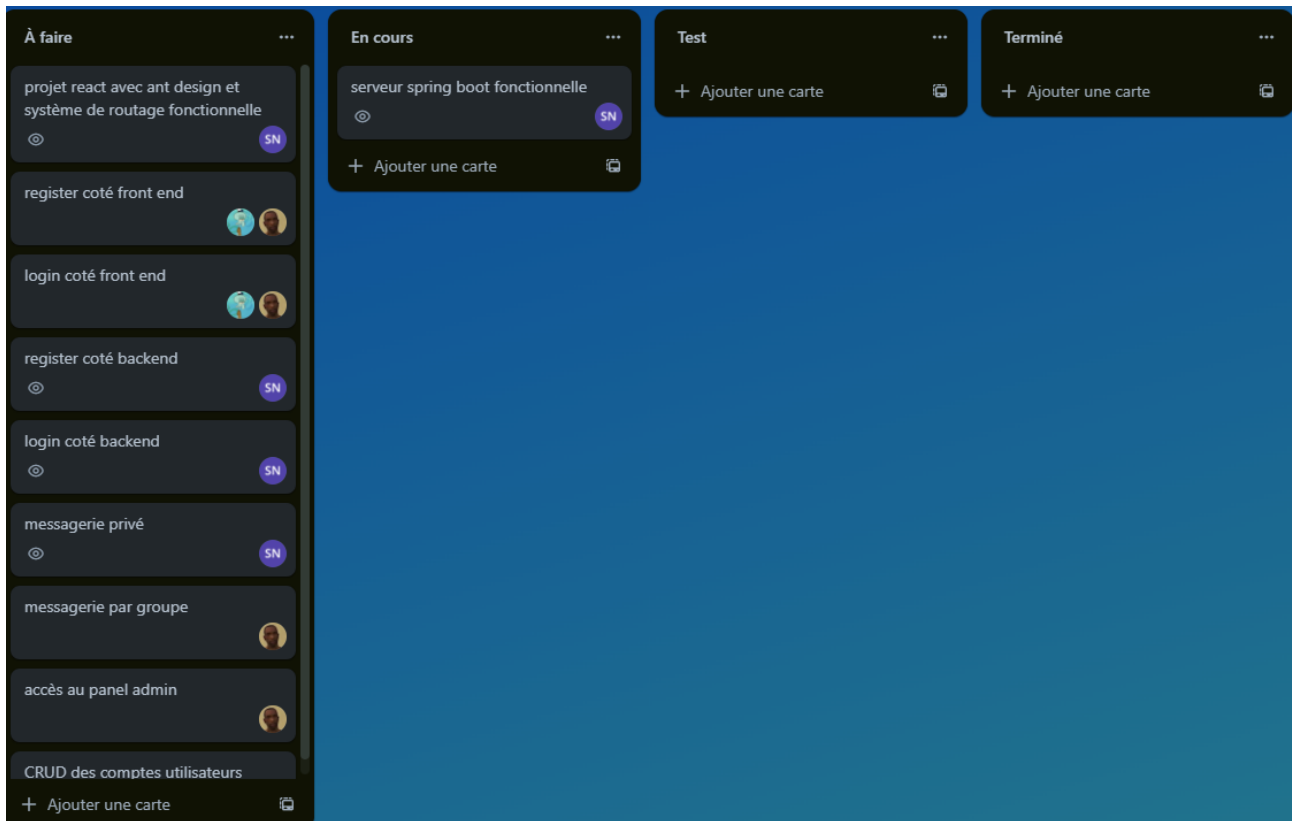 À faire
projet react avec ant design et
système de routage fonctionnelle
SN
register coté front end
login coté front end
register coté backend
SN
login coté backend
SN
messagerie privé
SN
messagerie par groupe
accès au panel admin
CRUD des comptes utilisateurs
+ Ajouter une carte
En cours
serveur spring boot fonctionnelle
SN
+ Ajouter une carte
Test
+ Ajouter une carte
Terminé
+ Ajouter une carte